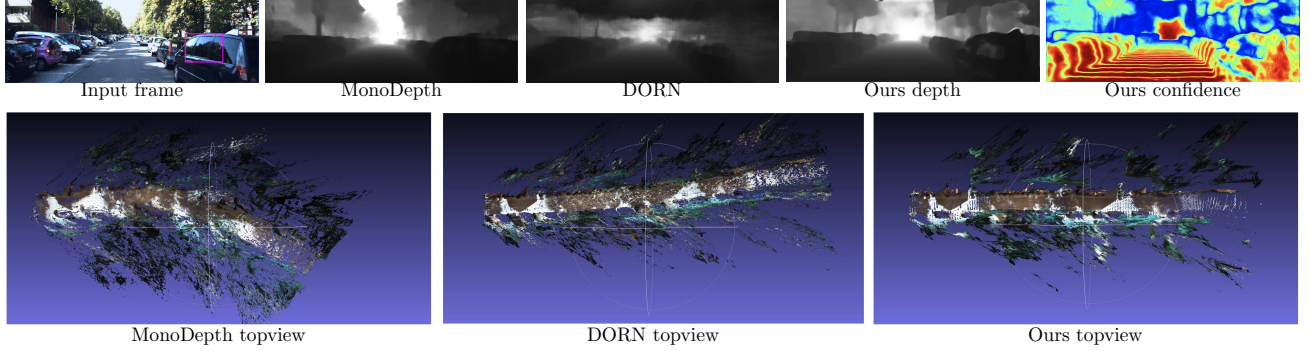 Input frame
MonoDepth
DORN
Ours depth
Ours confidence
MonoDepth topview
DORN topview
Ours topview